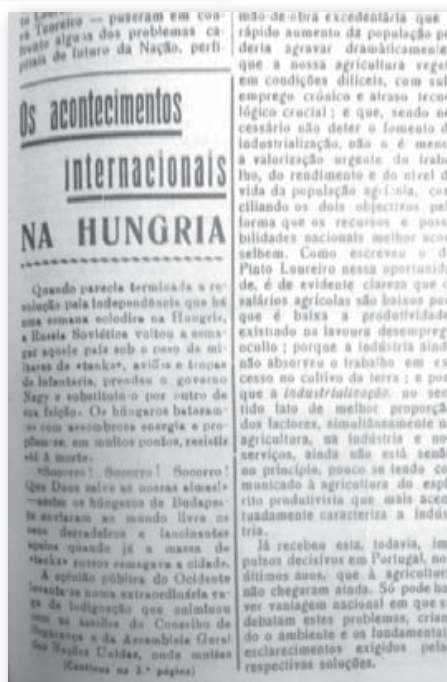 e Toureiro — puseram em con-
junto alguns dos problemas ca-
pitais do futuro da Nação, perfi-
Os acontecimentos
internacionais
NA HUNGRIA
Quando parecia terminada a re-
volução pela independência que há
uma semana eclodira na Hungria,
a Russia Soviética voltou a esma-
gar aquele país sob o peso de mi-
lhares de «tanks», aviões e tropas
de infantaria, prendeu o governo
Nagy e substituiu-o por outro de
sua feição. Os húngaros bateram-
se com assombrosa energia e pro-
põem-se, em muitos pontos, resistir
até à morte.
«Socorro! Socorro! Socorro!
Que Deus salve as nossas almas!»
—assim os húngaros de Budapes-
te enviaram ao mundo livre os
seus derradeiros e lancinantes
apelos quando já a massa de
«tanks» russos esmagava a cidade.
A opinião pública do Ocidente
levanta-se numa extraordinária va-
ga de indignação que culminou
com as sessões do Conselho de
Segurança e da Assembleia Geral
das Nações Unidas, onde muitas
(Continua na 3.ª página)
mão-de-obra excedentária que o
rápido aumento da população po
deria agravar dramàticamente
que a nossa agricultura veget
em condições difíceis, com sub
emprego crónico e atraso tecno
lógico crucial; e que, sendo ne
cessário não deter o fomento d
industrialização, não o é meno
a valorização urgente do traba
lho, do rendimento e do nível d
vida da população agrícola, con
ciliando os dois objectivos pel
forma que os recursos e possi
bilidades nacionais melhor acon
selhem. Como escreveu o dr
Pinto Loureiro nessa oportunida
de, é de evidente clareza que o
salários agrícolas são baixos por
que é baixa a produtividade
existindo na lavoura desempreg
oculto; porque a indústria aind
não absorveu o trabalho em ex
cesso no cultivo da terra; e por
que a industrialização, no sen
tido lato de melhor proporçã
dos factores, simultâneamente n
agricultura, na indústria e no
serviços, ainda não está senão
no princípio, pouco se tendo co
municado à agricultura do espí
rito produtivista que mais acen
tuadamente caracteriza a indús
tria.
Já recebeu esta, todavia, im
pulsos decisivos em Portugal, no
últimos anos, que à agricultur
não chegaram ainda. Só pode ha
ver vantagem nacional em que s
debatam estes problemas, crian
do o ambiente e os fundamentai
esclarecimentos exigidos pela
respectivas soluções.